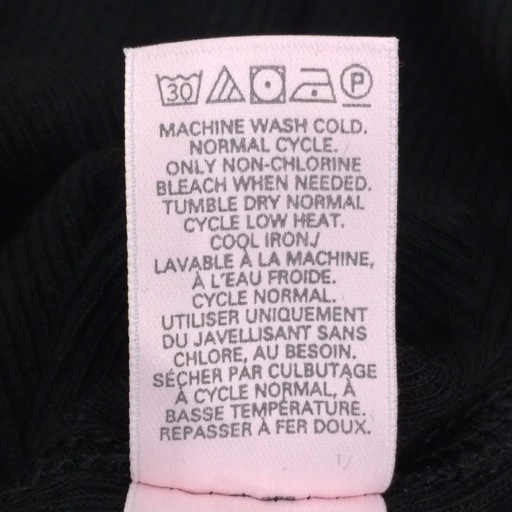 30 P
MACHINE WASH COLD.
NORMAL CYCLE.
ONLY NON-CHLORINE
BLEACH WHEN NEEDED.
TUMBLE DRY NORMAL
CYCLE LOW HEAT.
COOL IRON./
LAVABLE À LA MACHINE,
À L'EAU FROIDE.
CYCLE NORMAL.
UTILISER UNIQUEMENT
DU JAVELLISANT SANS
CHLORE, AU BESOIN.
SÉCHER PAR CULBUTAGE
À CYCLE NORMAL, À
BASSE TEMPÉRATURE.
REPASSER À FER DOUX.